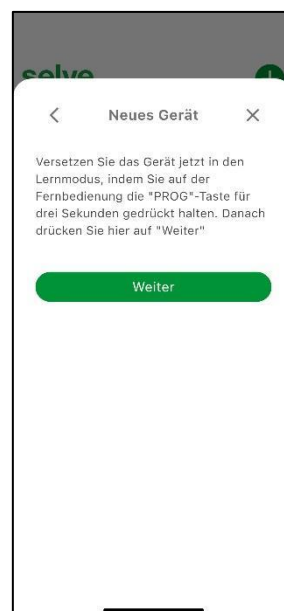 selve
Neues Gerät
Versetzen Sie das Gerät jetzt in den
Lernmodus, indem Sie auf der
Fernbedienung die "PROG"-Taste für
drei Sekunden gedrückt halten. Danach
drücken Sie hier auf "Weiter"
Weiter